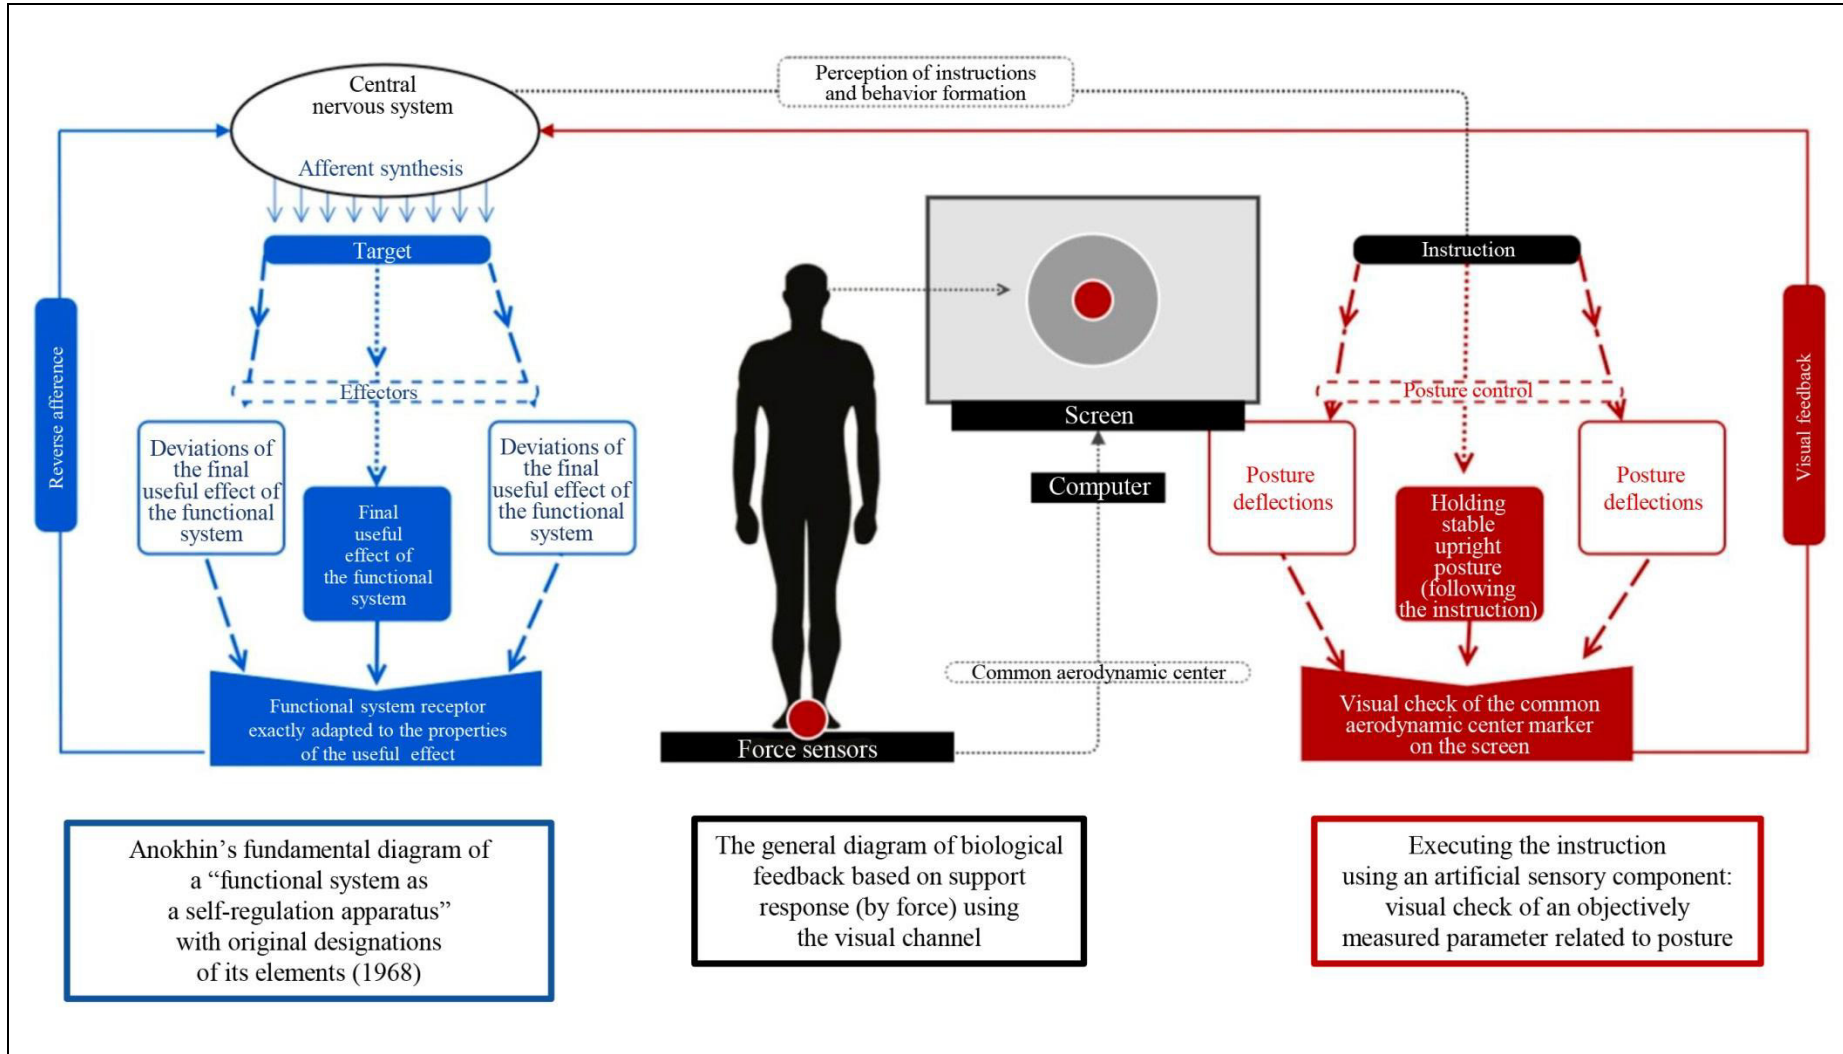 Perception of instructions
and behavior formation
Central
nervous system
Afferent synthesis
Target
Effectors
Reverse afference
Deviations of
the final
useful effect of
the functional
system
Final
useful
effect of
the functional
system
Deviations of
the final
useful effect of
the functional
system
Functional system receptor
exactly adapted to the properties
of the useful effect
Screen
Computer
Common aerodynamic center
Force sensors
Instruction
Posture control
Posture
deflections
Holding
stable
upright
posture
(following
the instruction)
Posture
deflections
Visual feedback
Visual check of the common
aerodynamic center marker
on the screen
Anokhin's fundamental diagram of
a “functional system as
a self-regulation apparatus”
with original designations
of its elements (1968)
The general diagram of biological
feedback based on support
response (by force) using
the visual channel
Executing the instruction
using an artificial sensory component:
visual check of an objectively
measured parameter related to posture